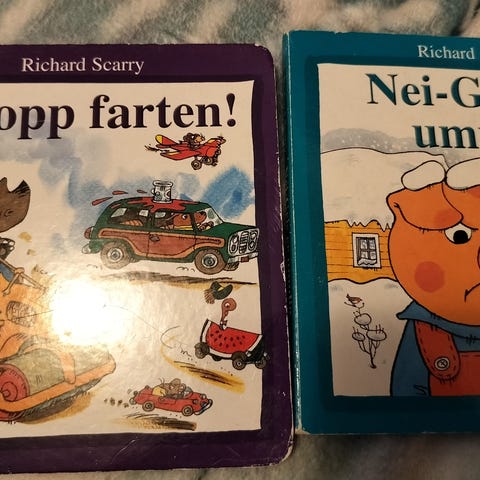 Richard Scarry
opp farten!
Richard
Nei-G
um